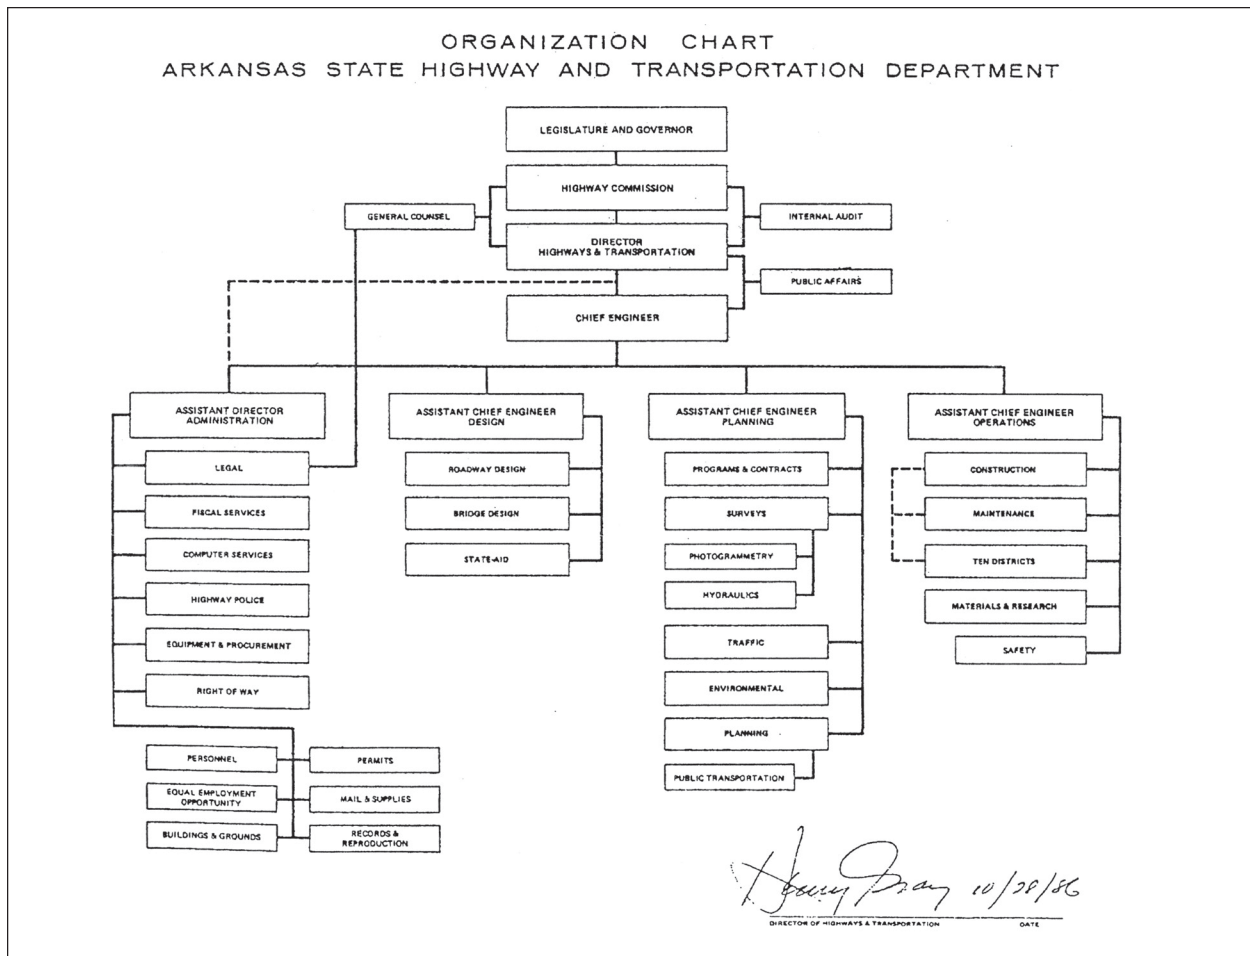 ORGANIZATION CHART
ARKANSAS STATE HIGHWAY AND TRANSPORTATION DEPARTMENT
LEGISLATURE AND GOVERNOR
HIGHWAY COMMISSION
GENERAL COUNSEL
INTERNAL AUDIT
DIRECTOR
HIGHWAYS & TRANSPORTATION
PUBLIC AFFAIRS
CHIEF ENGINEER
ASSISTANT DIRECTOR
ADMINISTRATION
LEGAL
FISCAL SERVICES
COMPUTER SERVICES
HIGHWAY POLICE
EQUIPMENT & PROCUREMENT
RIGHT OF WAY
PERSONNEL
PERMITS
EQUAL EMPLOYMENT
OPPORTUNITY
MAIL & SUPPLIES
BUILDINGS & GROUNDS
RECORDS &
REPRODUCTION
ASSISTANT CHIEF ENGINEER
DESIGN
ROADWAY DESIGN
BRIDGE DESIGN
STATE-AID
ASSISTANT CHIEF ENGINEER
PLANNING
PROGRAMS & CONTRACTS
SURVEYS
PHOTOGRAMMETRY
HYDRAULICS
TRAFFIC
ENVIRONMENTAL
PLANNING
PUBLIC TRANSPORTATION
ASSISTANT CHIEF ENGINEER
OPERATIONS
CONSTRUCTION
MAINTENANCE
TEN DISTRICTS
MATERIALS & RESEARCH
SAFETY
Henry Gray 10/28/86
DIRECTOR OF HIGHWAYS & TRANSPORTATION DATE